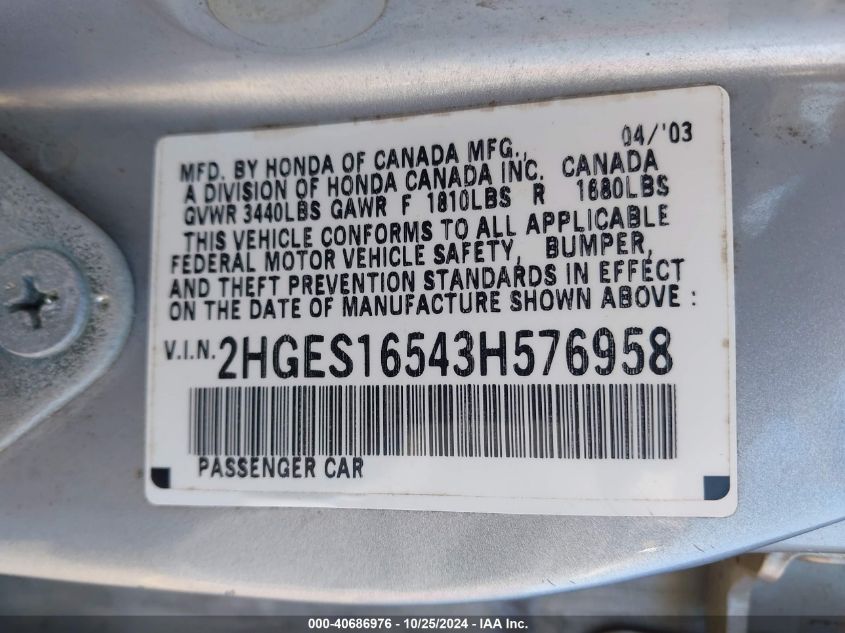 04/'03
MFD. BY HONDA OF CANADA MFG.,
A DIVISION OF HONDA CANADA INC. CANADA
GVWR 3440LBS GAWR F 1810LBS R 1680LBS
THIS VEHICLE CONFORMS TO ALL APPLICABLE
FEDERAL MOTOR VEHICLE SAFETY, BUMPER,
AND THEFT PREVENTION STANDARDS IN EFFECT
ON THE DATE OF MANUFACTURE SHOWN ABOVE :
V.I.N. 2HGES16543H576958
PASSENGER CAR
000-40686976 - 10/25/2024 - IAA Inc.